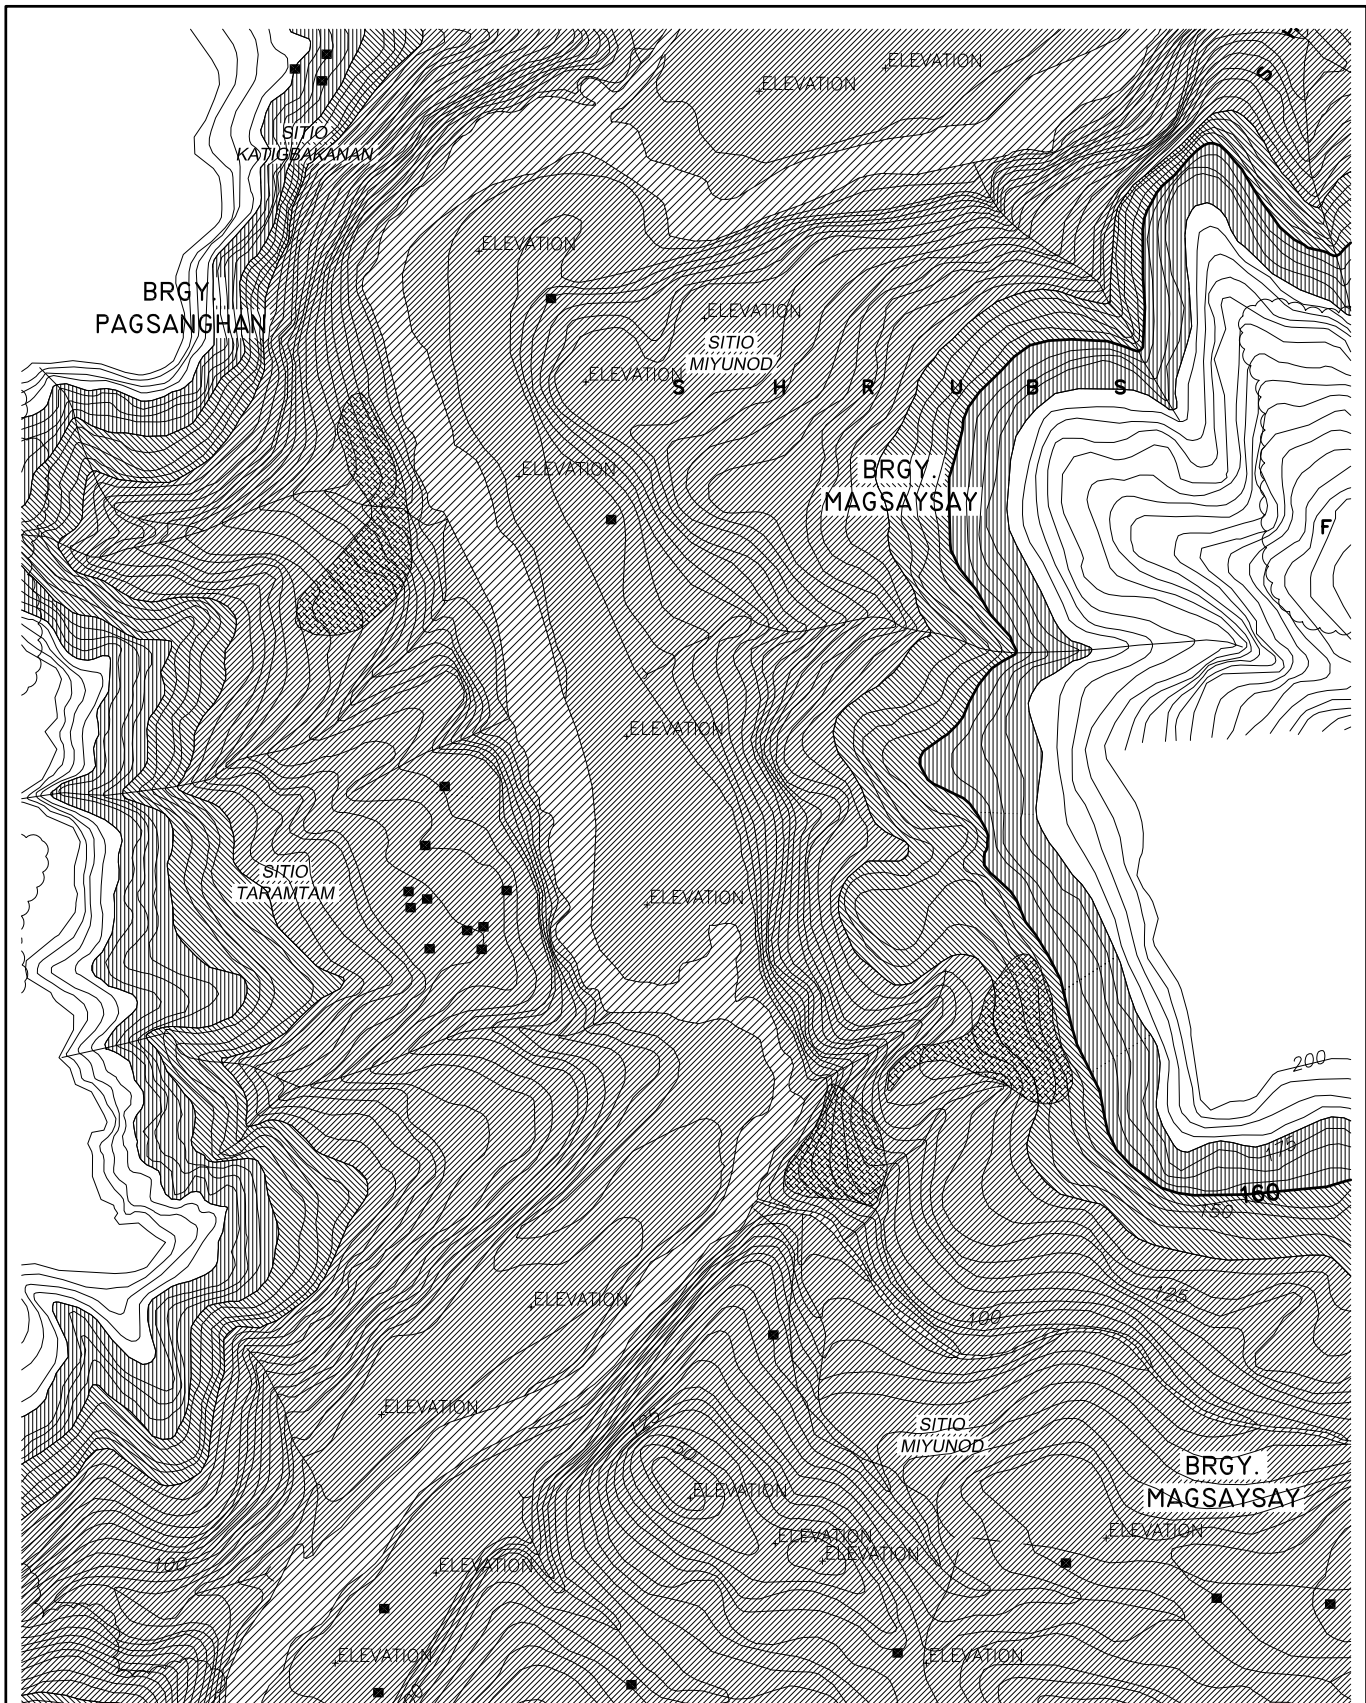 S
ELEVATION
ELEVATION
SITIO
KATIGBAKANAN
ELEVATION
BRGY.
PAGSANGHAN
ELEVATION
SITIO
MIYUNOD
ELEVATION
S H R U B S
ELEVATION
BRGY.
MAGSAYSAY
F
ELEVATION
SITIO
TARAMTAM
ELEVATION
200
175
160
150
125
ELEVATION
100
ELEVATION
SITIO
MIYUNOD
BRGY.
MAGSAYSAY
ELEVATION
ELEVATION
ELEVATION
ELEVATION
100
ELEVATION
ELEVATION
ELEVATION